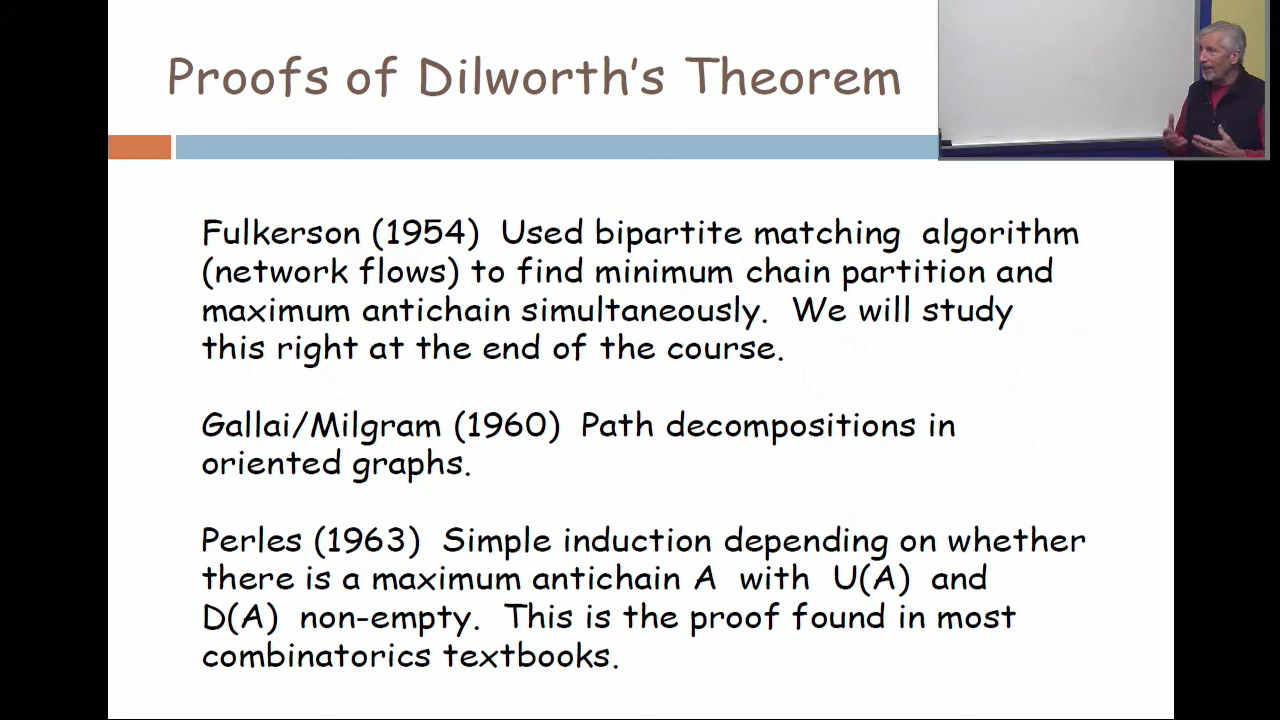 Proofs of Dilworth's Theorem
Fulkerson (1954) Used bipartite matching algorithm
(network flows) to find minimum chain partition and
maximum antichain simultaneously. We will study
this right at the end of the course.
Gallai/Milgram (1960) Path decompositions in
oriented graphs.
Perles (1963) Simple induction depending on whether
there is a maximum antichain A with U(A) and
D(A) non-empty. This is the proof found in most
combinatorics textbooks.